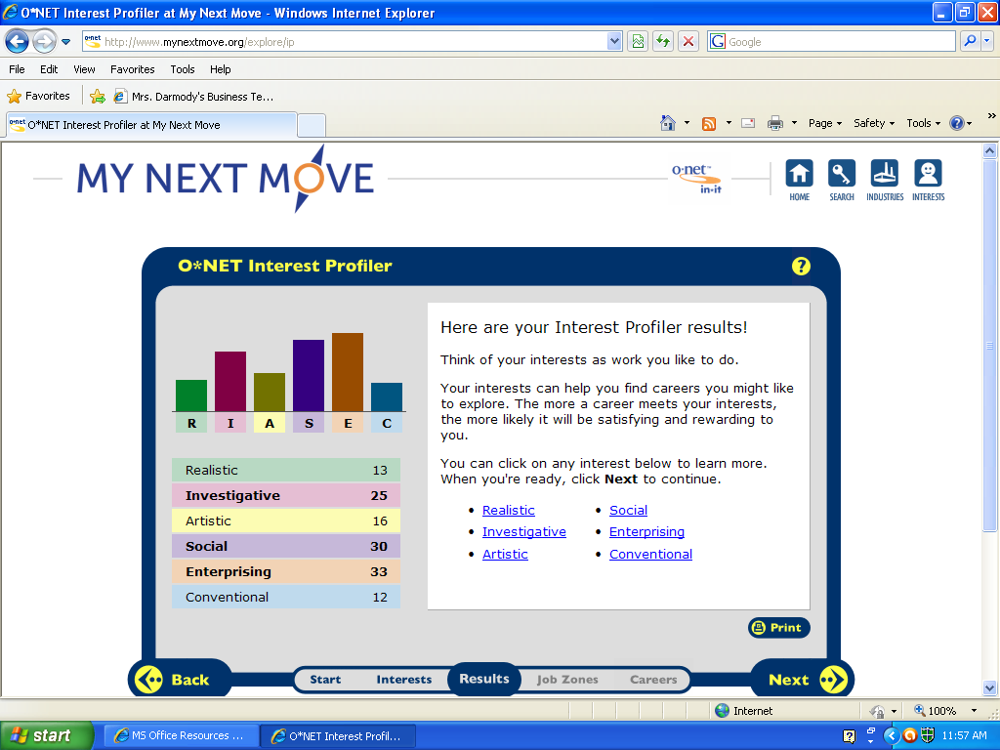 O*NET Interest Profiler at My Next Move - Windows Internet Explorer
http://www.mynextmove.org/explore/ip
Google
File Edit View Favorites Tools Help
Favorites Mrs. Darmody's Business Te...
O*NET Interest Profiler at My Next Move
Page Safety Tools
MY NEXT MOVE
o·net™
in-it
HOME SEARCH INDUSTRIES INTERESTS
O*NET Interest Profiler
?
R I A S E C
Realistic 13
Investigative 25
Artistic 16
Social 30
Enterprising 33
Conventional 12
Here are your Interest Profiler results!
Think of your interests as work you like to do.
Your interests can help you find careers you might like
to explore. The more a career meets your interests,
the more likely it will be satisfying and rewarding to
you.
You can click on any interest below to learn more.
When you're ready, click Next to continue.
• Realistic • Social
• Investigative • Enterprising
• Artistic • Conventional
Print
Back Start Interests Results Job Zones Careers Next
Internet 100%
start MS Office Resources ... O*NET Interest Profil... 11:57 AM